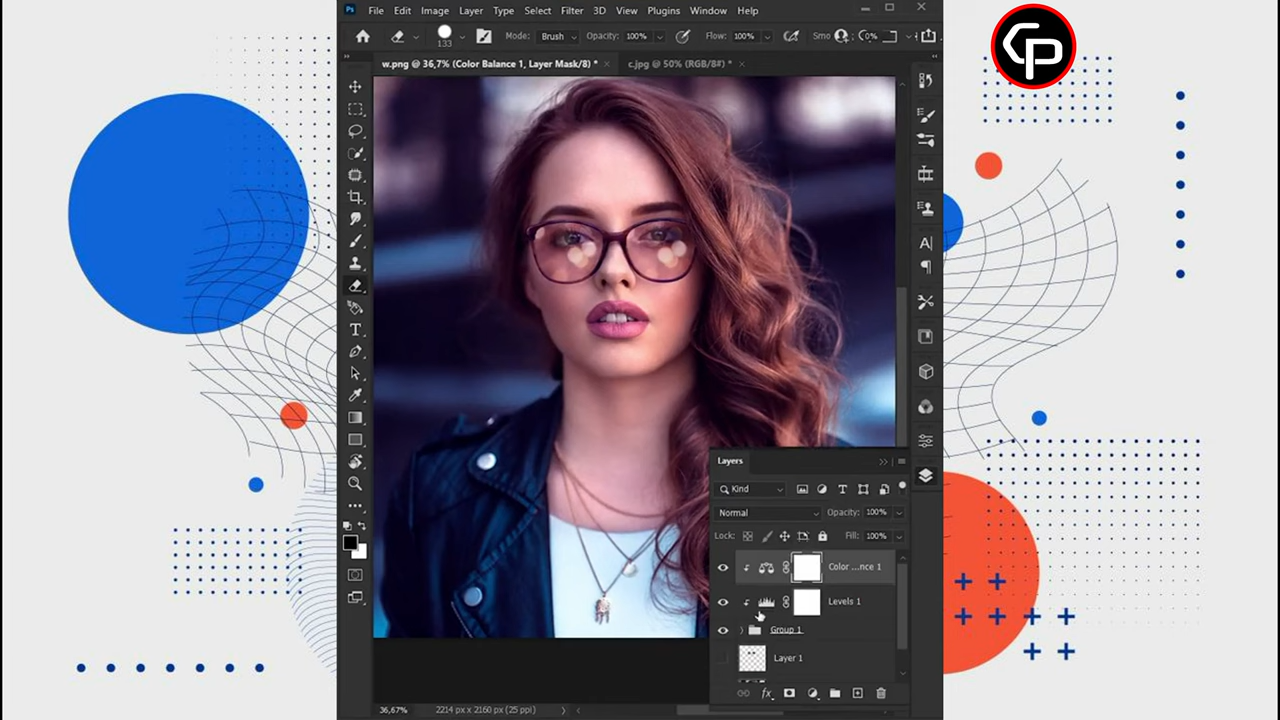 Ps File Edit Image Layer Type Select Filter 3D View Plugins Window Help
CP
133 Mode: Brush Opacity: 100% Flow: 100% Smo 0%
w.png @ 36,7% (Color Balance 1, Layer Mask/8) * × c.jpg @ 50% (RGB/8#) * ×
Layers
Kind
Normal Opacity: 100%
Lock: Fill: 100%
Color ...nce 1
Levels 1
Group 1
Layer 1
fx
36,67% 2214 px x 2160 px (25 ppi)